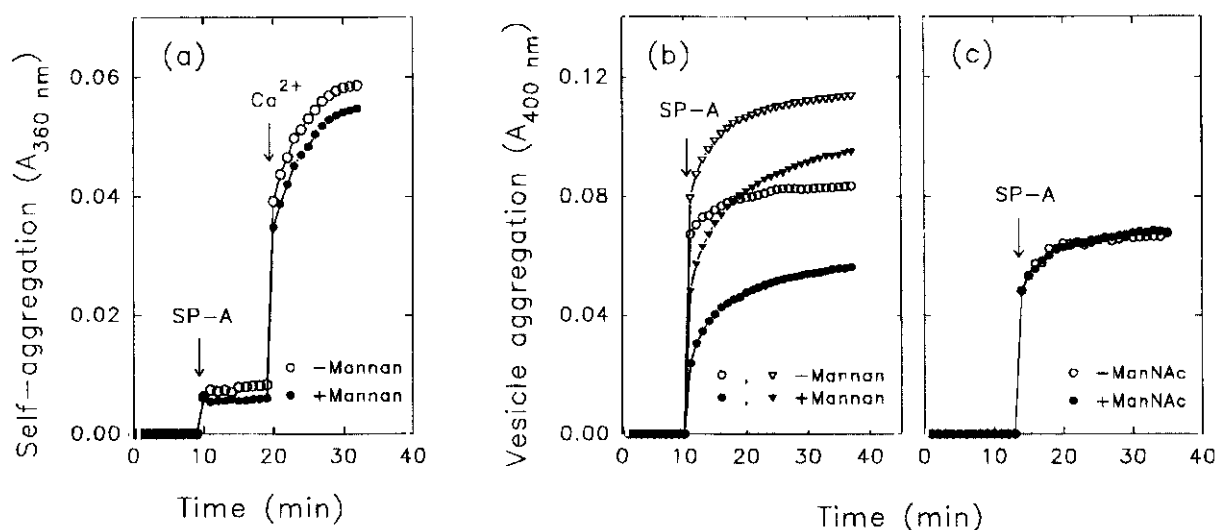 Self-aggregation (A360 nm)
0.06
0.04
0.02
0.00
(a)
Ca2+
SP-A
-Mannan
+Mannan
0 10 20 30 40
Time (min)
Vesicle aggregation (A400 nm)
0.12
0.08
0.04
0.00
(b)
SP-A
, -Mannan
, +Mannan
0 10 20 30 40
(c)
SP-A
-ManNAc
+ManNAc
0 10 20 30 40
Time (min)